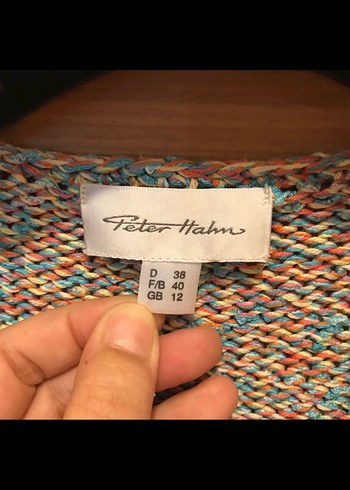 Peter Hahn
D 38
F/B 40
GB 12